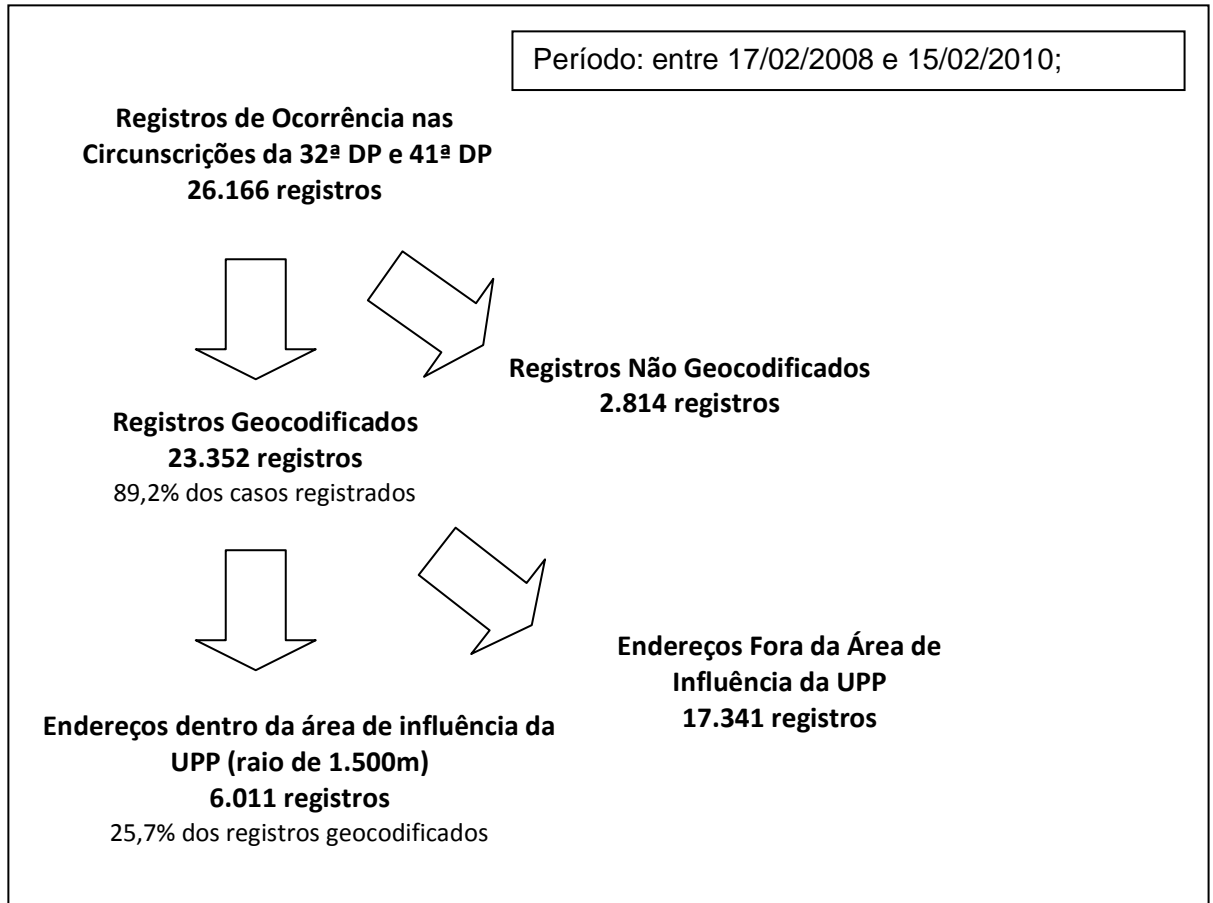 Período: entre 17/02/2008 e 15/02/2010;
Registros de Ocorrência nas
Circunscrições da 32ª DP e 41ª DP
26.166 registros
Registros Não Geocodificados
2.814 registros
Registros Geocodificados
23.352 registros
89,2% dos casos registrados
Endereços Fora da Área de
Influência da UPP
17.341 registros
Endereços dentro da área de influência da
UPP (raio de 1.500m)
6.011 registros
25,7% dos registros geocodificados